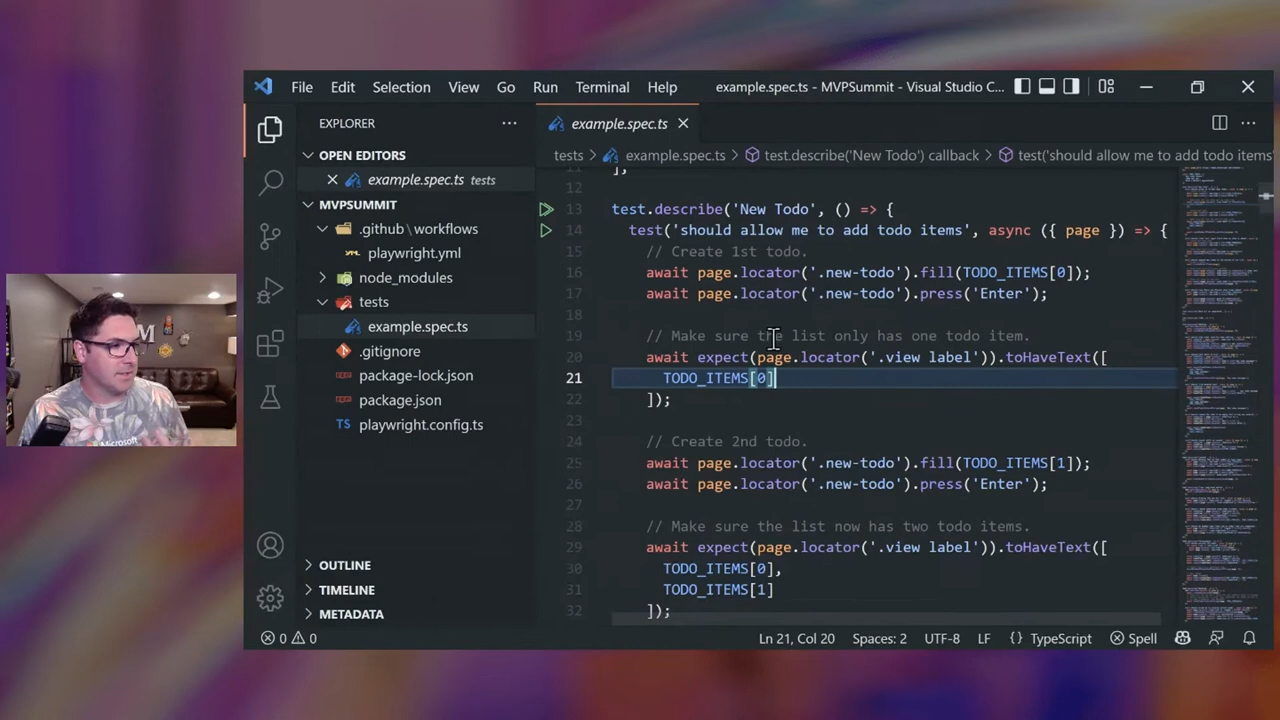 File Edit Selection View Go Run Terminal Help example.spec.ts - MVPSummit - Visual Studio C...
EXPLORER
OPEN EDITORS
example.spec.ts tests
MVPSUMMIT
.github\workflows
playwright.yml
node_modules
tests
example.spec.ts
.gitignore
package-lock.json
package.json
TS playwright.config.ts
OUTLINE
TIMELINE
METADATA
example.spec.ts
tests > example.spec.ts > test.describe('New Todo') callback > test('should allow me to add todo items'
11 ];
12
13 test.describe('New Todo', () => {
14 test('should allow me to add todo items', async ({ page }) => {
15 // Create 1st todo.
16 await page.locator('.new-todo').fill(TODO_ITEMS[0]);
17 await page.locator('.new-todo').press('Enter');
18
19 // Make sure the list only has one todo item.
20 await expect(page.locator('.view label')).toHaveText([
21 TODO_ITEMS[0]
22 ]);
23
24 // Create 2nd todo.
25 await page.locator('.new-todo').fill(TODO_ITEMS[1]);
26 await page.locator('.new-todo').press('Enter');
27
28 // Make sure the list now has two todo items.
29 await expect(page.locator('.view label')).toHaveText([
30 TODO_ITEMS[0],
31 TODO_ITEMS[1]
32 ]);
0 0 Ln 21, Col 20 Spaces: 2 UTF-8 LF {} TypeScript Spell
Microsoft
M